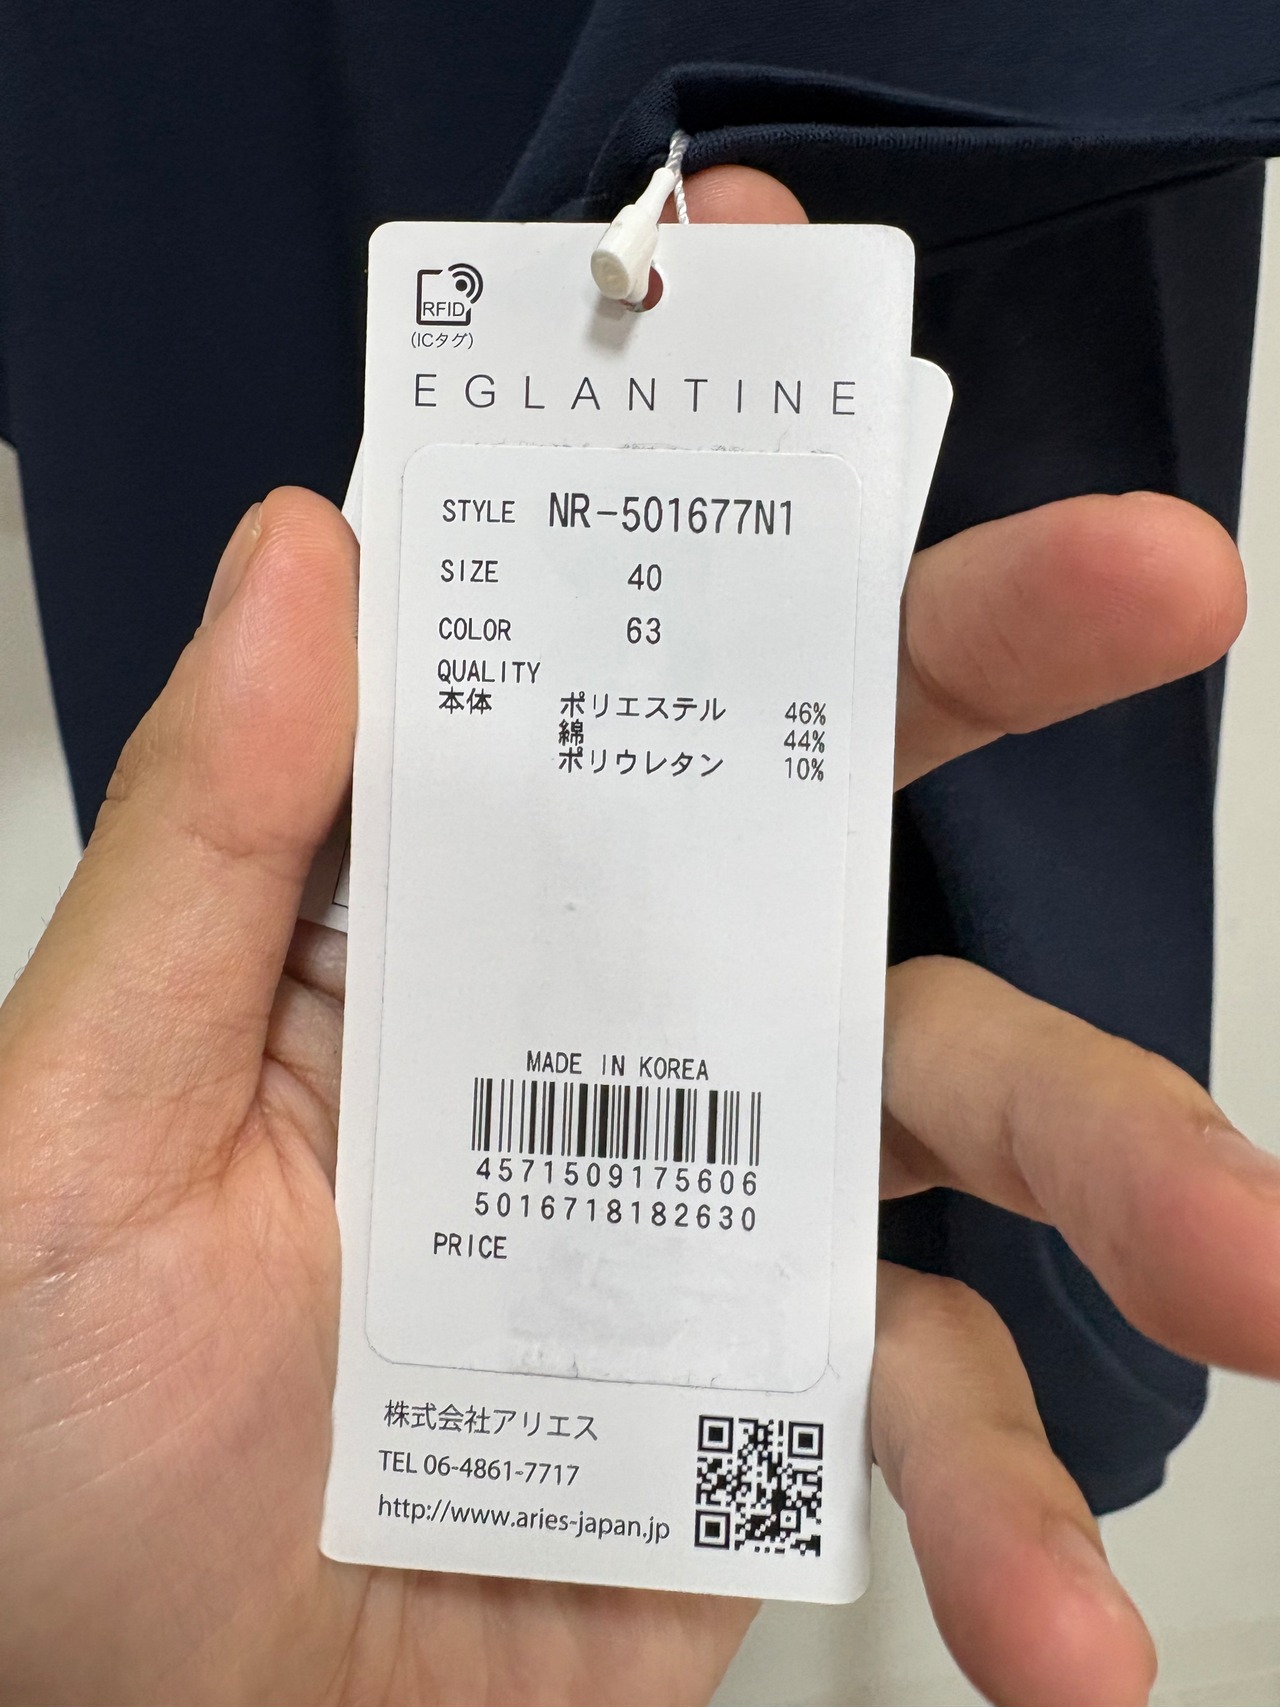 RFID
(ICタグ)
EGLANTINE
STYLE NR-501677N1
SIZE 40
COLOR 63
QUALITY
本体 ポリエステル 46%
綿 44%
ポリウレタン 10%
MADE IN KOREA
4571509175606
5016718182630
PRICE
株式会社アリエス
TEL 06-4861-7717
http://www.aries-japan.jp